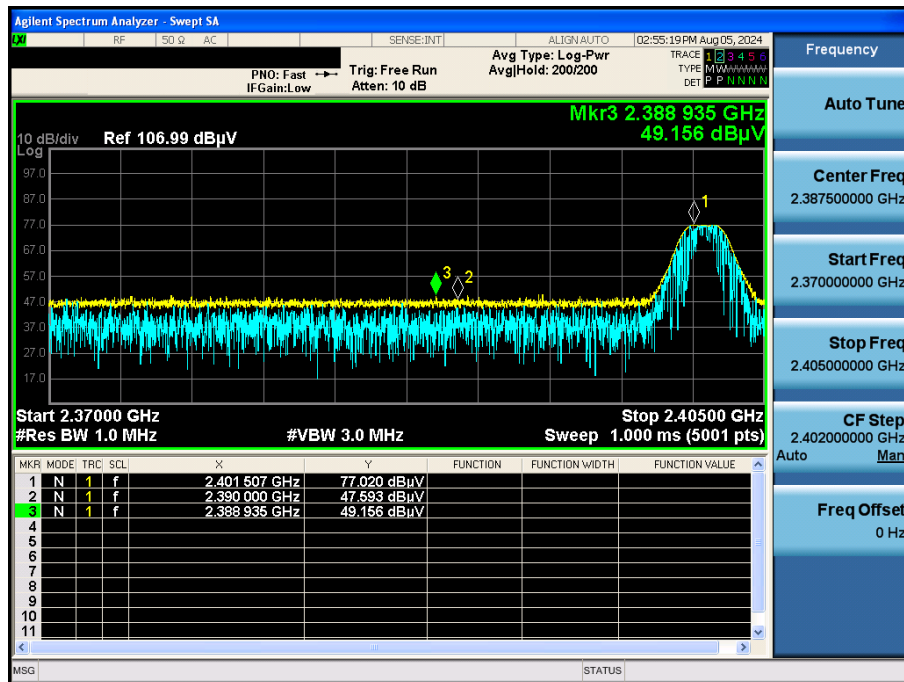 Agilent Spectrum Analyzer - Swept SA
LXI RF 50 Ω AC SENSE:INT ALIGN AUTO 02:55:19 PM Aug 05, 2024
PNO: Fast
IFGain:Low
Trig: Free Run
Atten: 10 dB
Avg Type: Log-Pwr
Avg|Hold: 200/200
TRACE 1 2 3 4 5 6
TYPE M W W W W W
DET P P N N N N
Mkr3 2.388 935 GHz
49.156 dBµV
10 dB/div Ref 106.99 dBµV
Log
97.0
87.0
77.0
67.0
57.0
47.0
37.0
27.0
17.0
1
3
2
Start 2.37000 GHz Stop 2.40500 GHz
#Res BW 1.0 MHz #VBW 3.0 MHz Sweep 1.000 ms (5001 pts)
MKR MODE TRC SCL X Y FUNCTION FUNCTION WIDTH FUNCTION VALUE
1 N 1 f 2.401 507 GHz 77.020 dBµV
2 N 1 f 2.390 000 GHz 47.593 dBµV
3 N 1 f 2.388 935 GHz 49.156 dBµV
4
5
6
7
8
9
10
11
MSG STATUS
Frequency
Auto Tune
Center Freq
2.387500000 GHz
Start Freq
2.370000000 GHz
Stop Freq
2.405000000 GHz
CF Step
2.402000000 GHz
Auto Man
Freq Offset
0 Hz